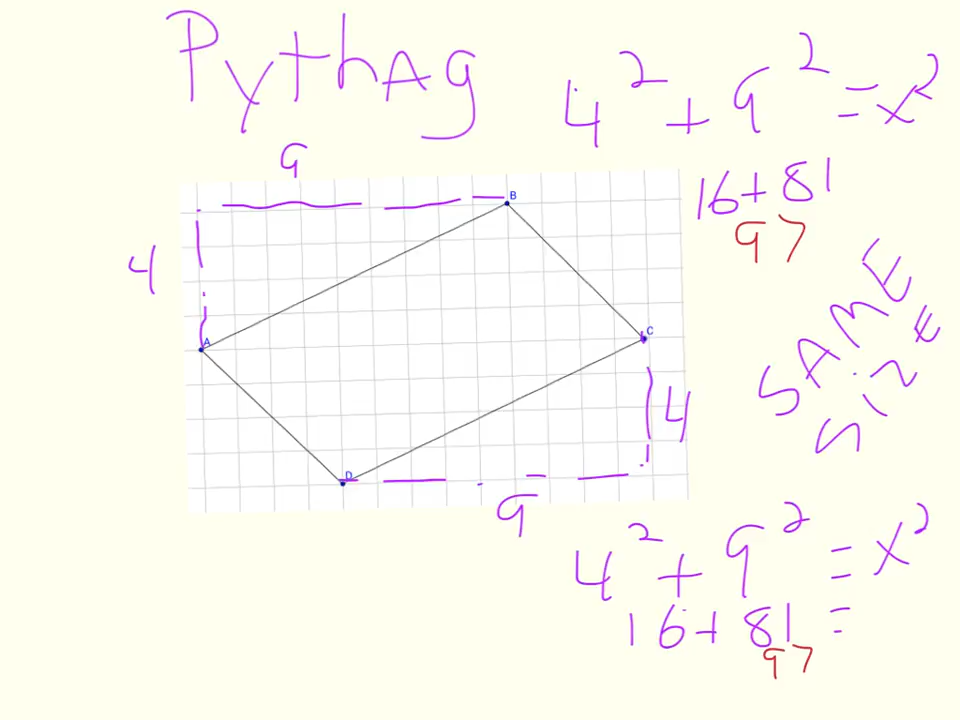 PythAg
4² + 9² = x²
9
B
16 + 81
97
4
SAME
SIZE
A
C
4
D
9
4² + 9² = x²
16 + 81 =
97